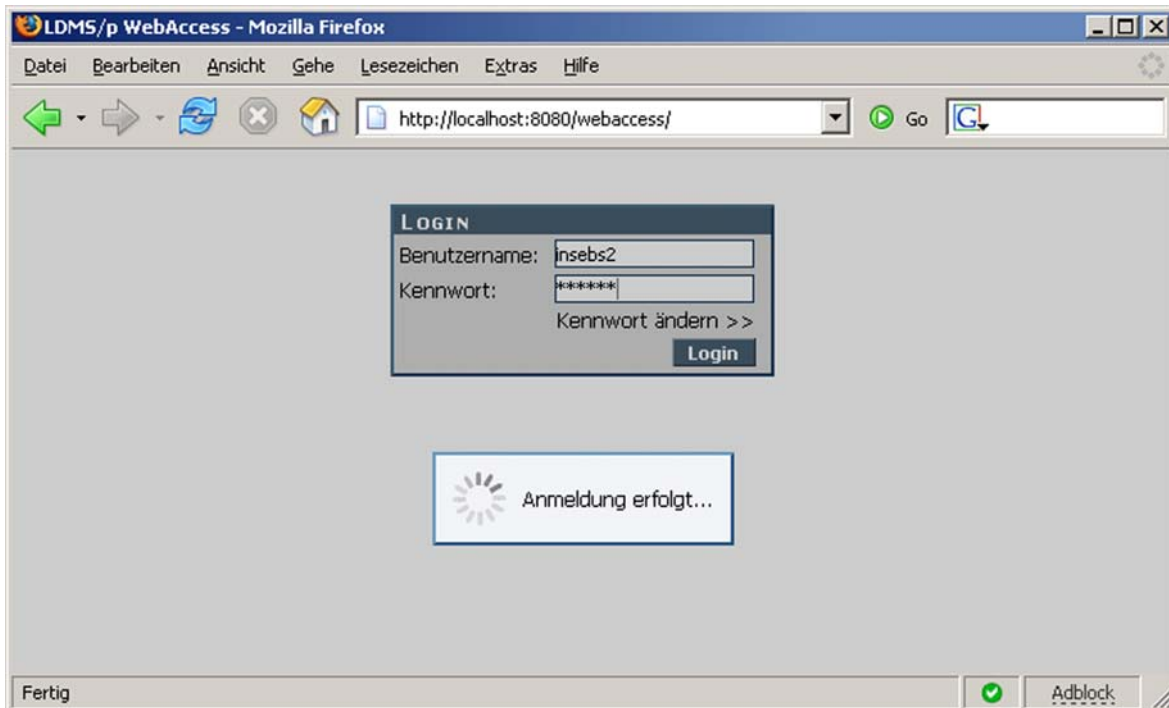 LDMS/p WebAccess - Mozilla Firefox
Datei Bearbeiten Ansicht Gehe Lesezeichen Extras Hilfe
http://localhost:8080/webaccess/ Go G
LOGIN
Benutzername: insebs2
Kennwort: ******
Kennwort ändern >>
Login
Anmeldung erfolgt...
Fertig Adblock